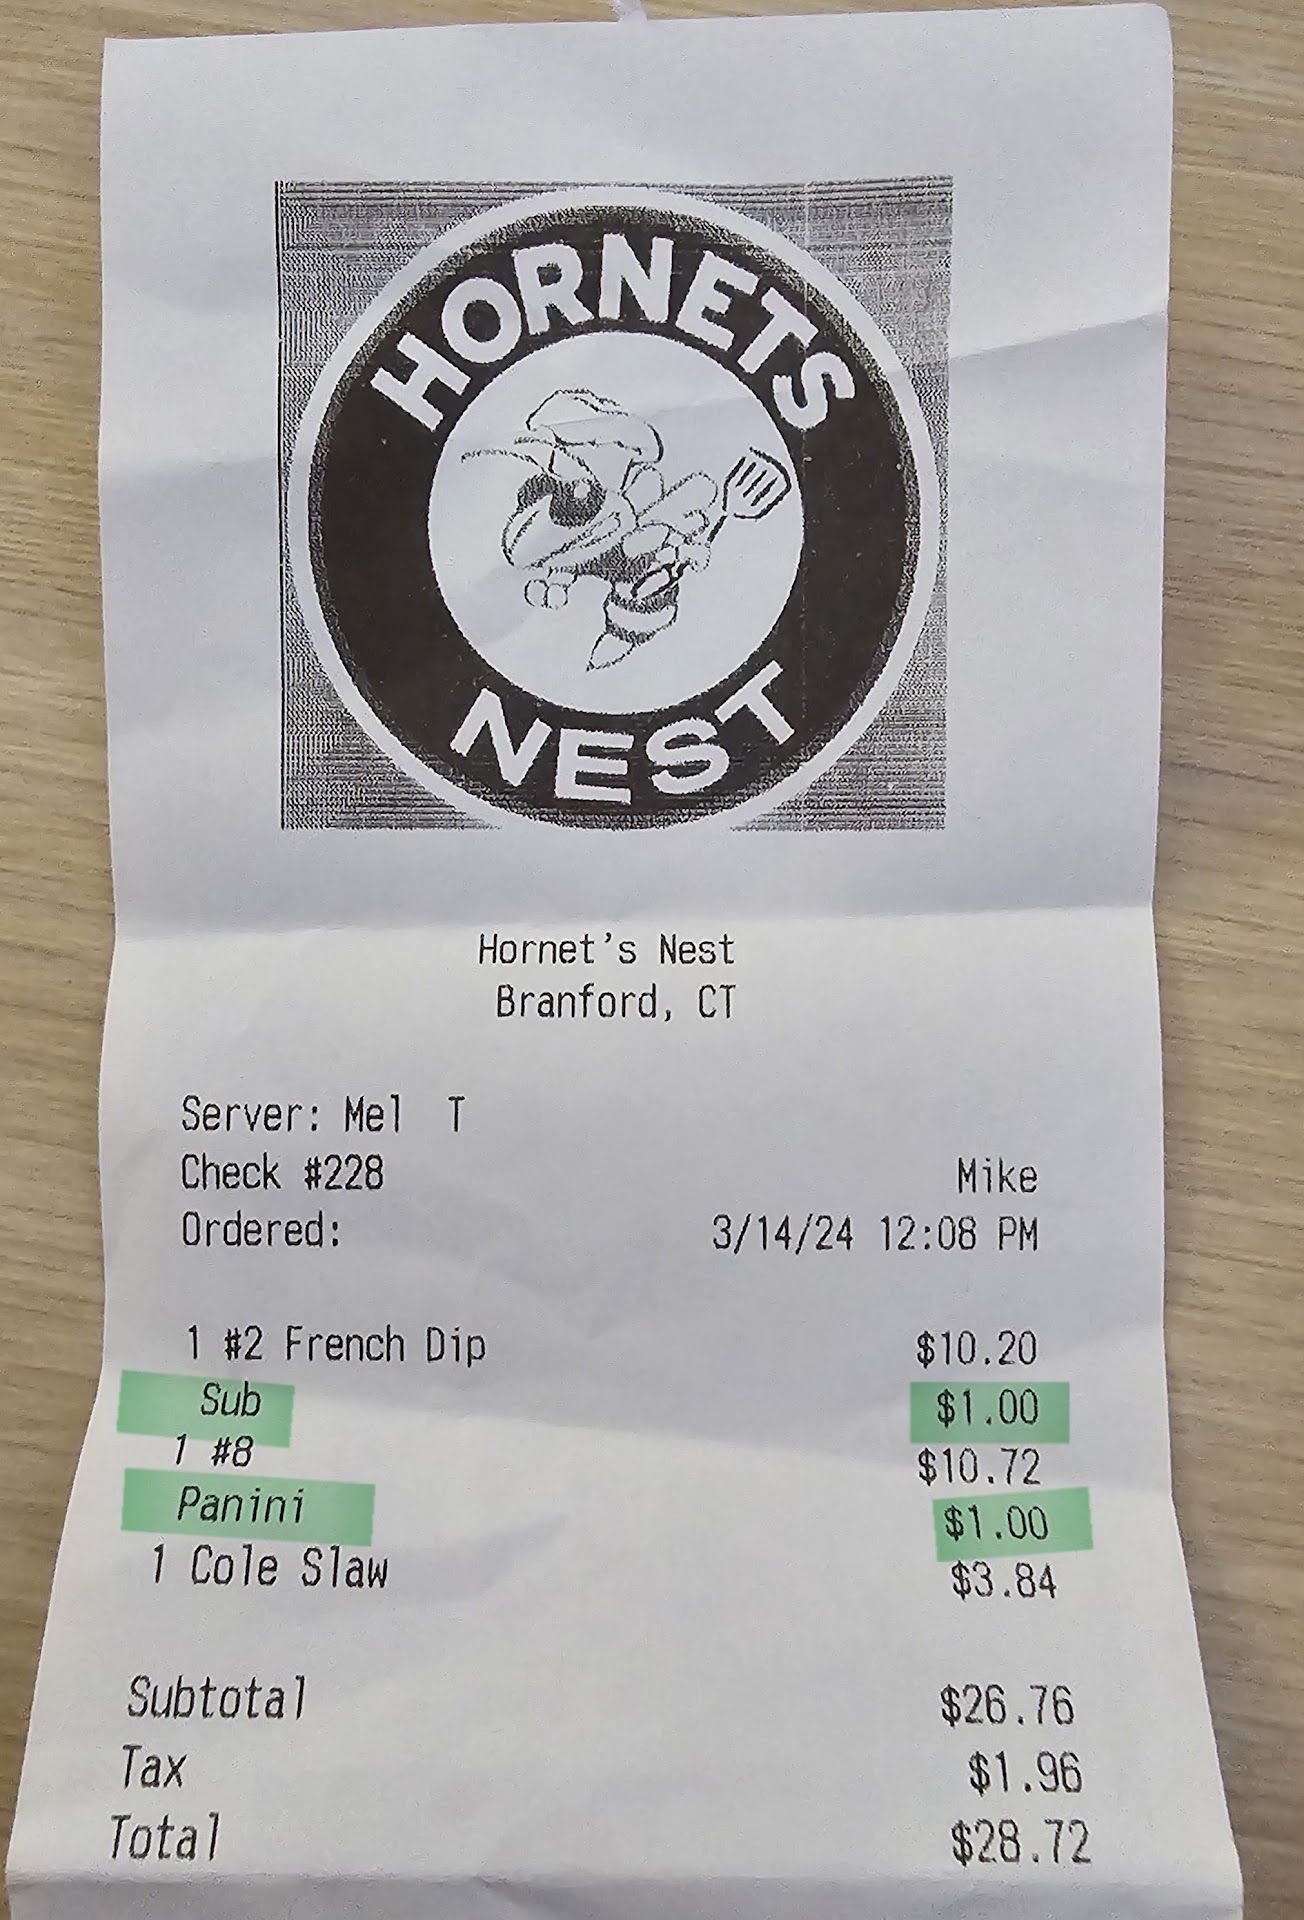 HORNETS
NEST
Hornet's Nest
Branford, CT
Server: Mel T
Check #228 Mike
Ordered: 3/14/24 12:08 PM
1 #2 French Dip $10.20
Sub $1.00
1 #8 $10.72
Panini $1.00
1 Cole Slaw $3.84
Subtotal $26.76
Tax $1.96
Total $28.72